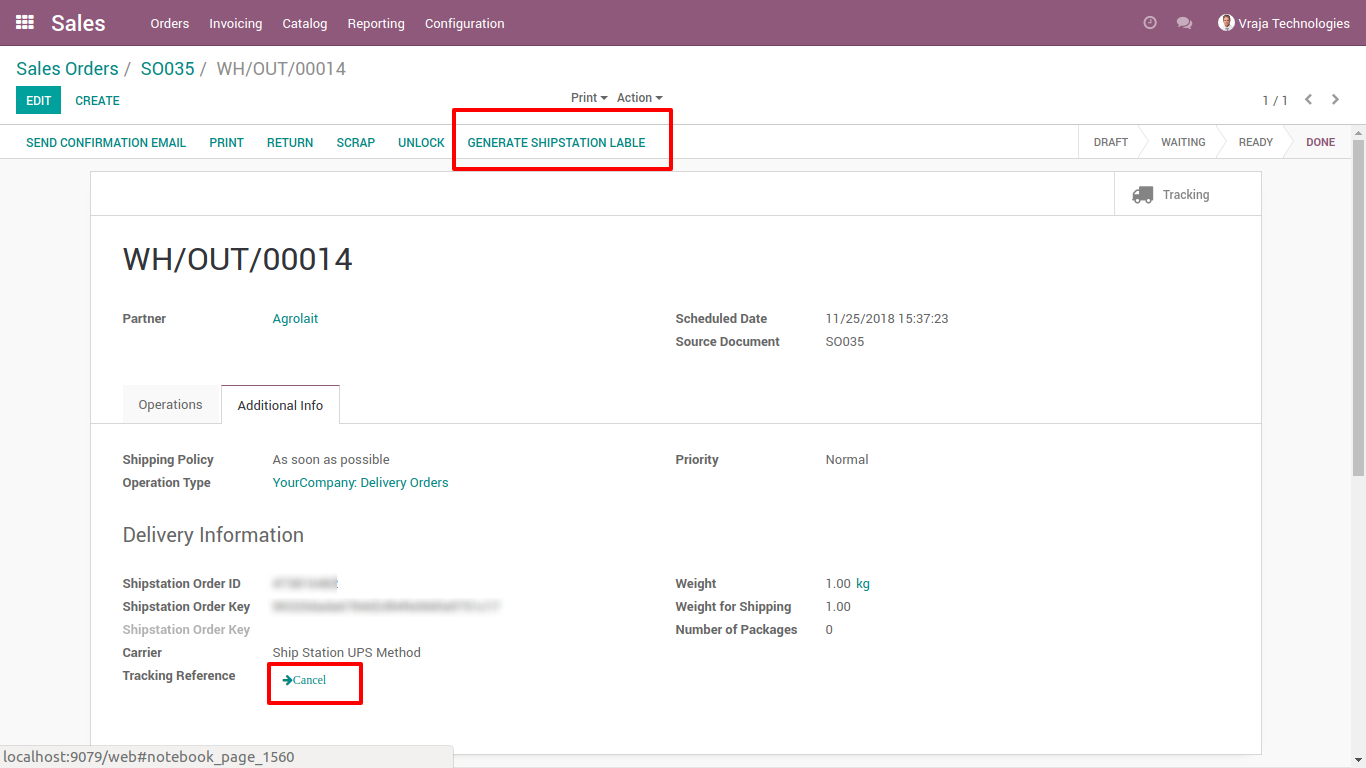 Sales Orders Invoicing Catalog Reporting Configuration Vraja Technologies
Sales Orders / SO035 / WH/OUT/00014
EDIT CREATE Print Action 1 / 1
SEND CONFIRMATION EMAIL PRINT RETURN SCRAP UNLOCK GENERATE SHIPSTATION LABLE DRAFT WAITING READY DONE
Tracking
WH/OUT/00014
Partner Agrolait Scheduled Date 11/25/2018 15:37:23
Source Document SO035
Operations Additional Info
Shipping Policy As soon as possible Priority Normal
Operation Type YourCompany: Delivery Orders
Delivery Information
Shipstation Order ID Weight 1.00 kg
Shipstation Order Key Weight for Shipping 1.00
Shipstation Order Key Number of Packages 0
Carrier Ship Station UPS Method
Tracking Reference Cancel
localhost:9079/web#notebook_page_1560